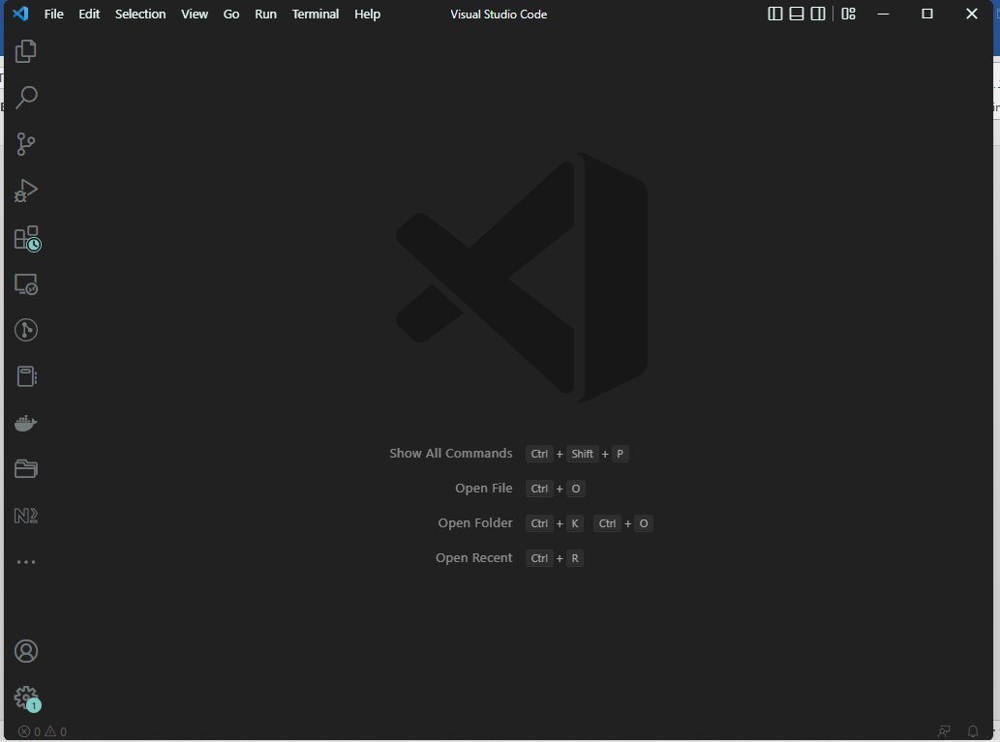 File Edit Selection View Go Run Terminal Help Visual Studio Code
Show All Commands Ctrl + Shift + P
Open File Ctrl + O
Open Folder Ctrl + K Ctrl + O
Open Recent Ctrl + R
N2
1
0 0